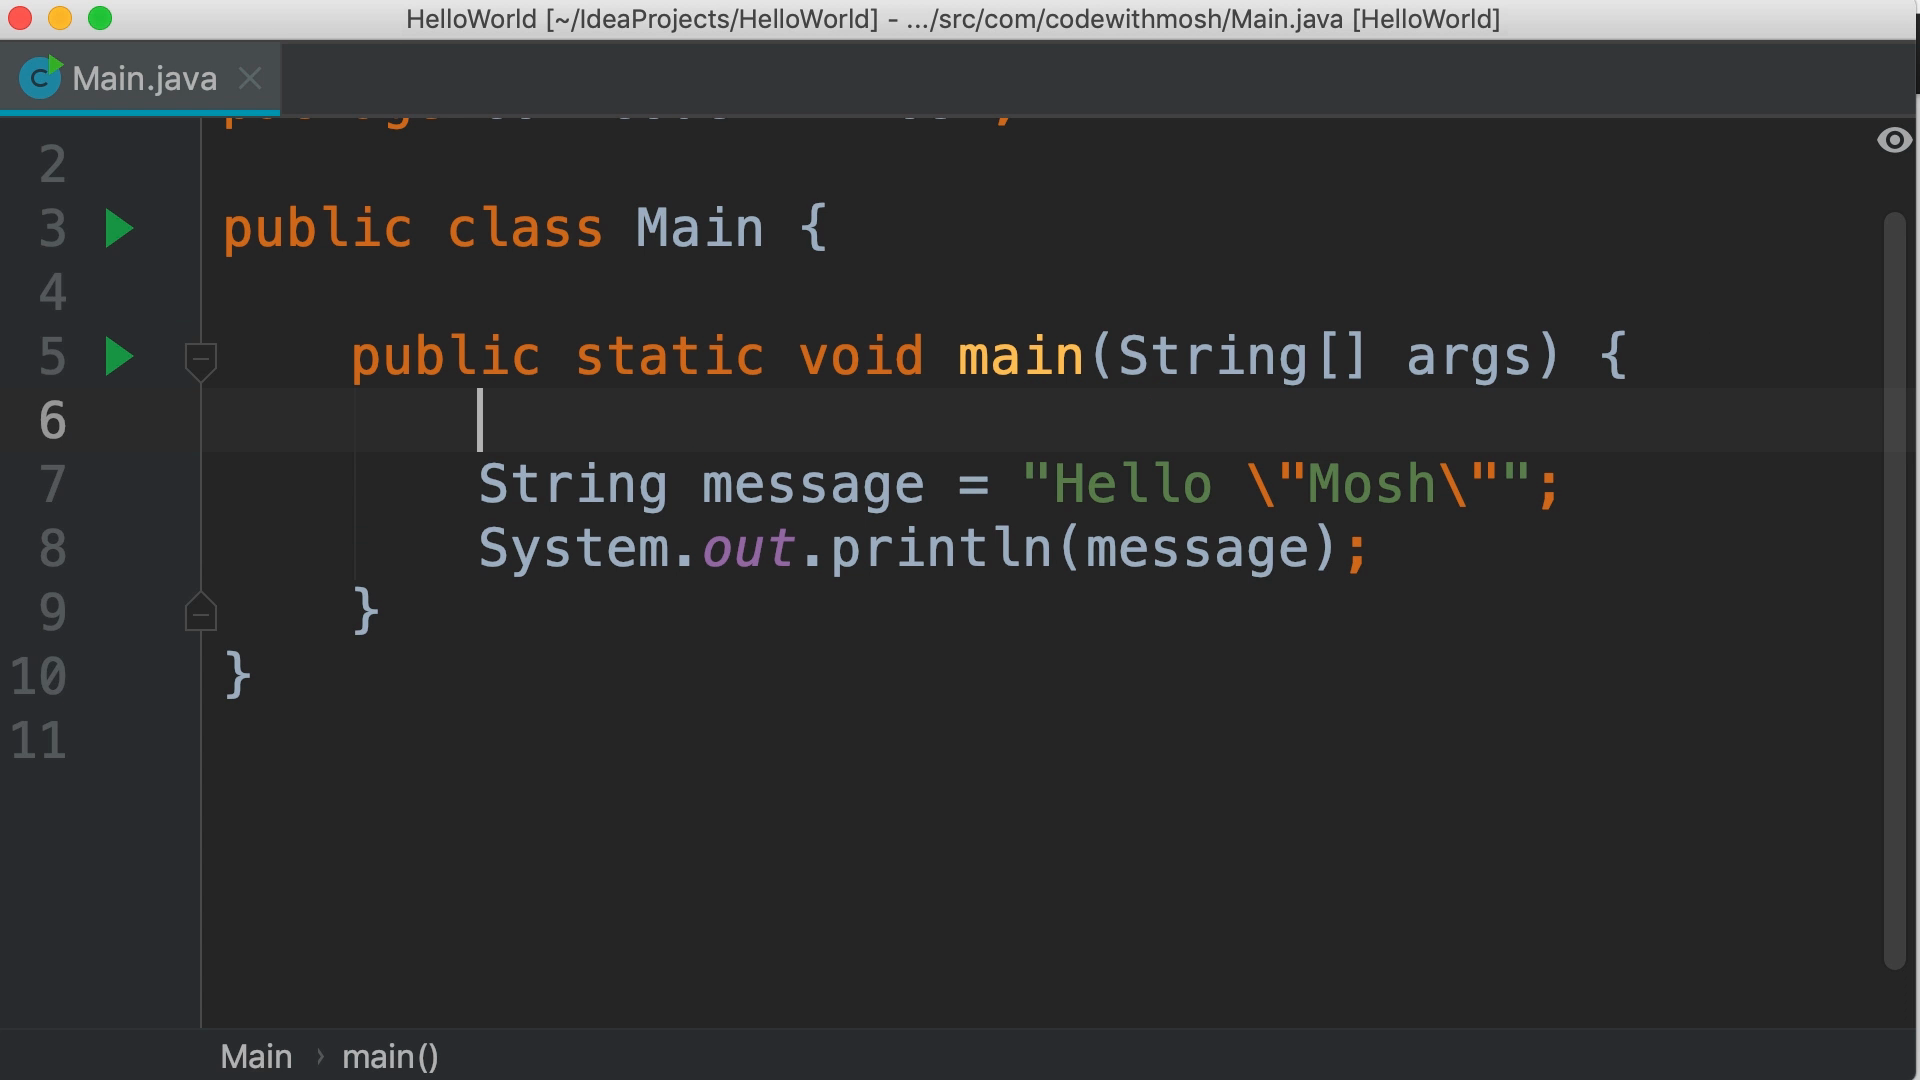 HelloWorld [~/IdeaProjects/HelloWorld] - .../src/com/codewithmosh/Main.java [HelloWorld]
Main.java
2
3 public class Main {
4
5 public static void main(String[] args) {
6
7 String message = "Hello \"Mosh\"";
8 System.out.println(message);
9 }
10 }
11
Main › main()